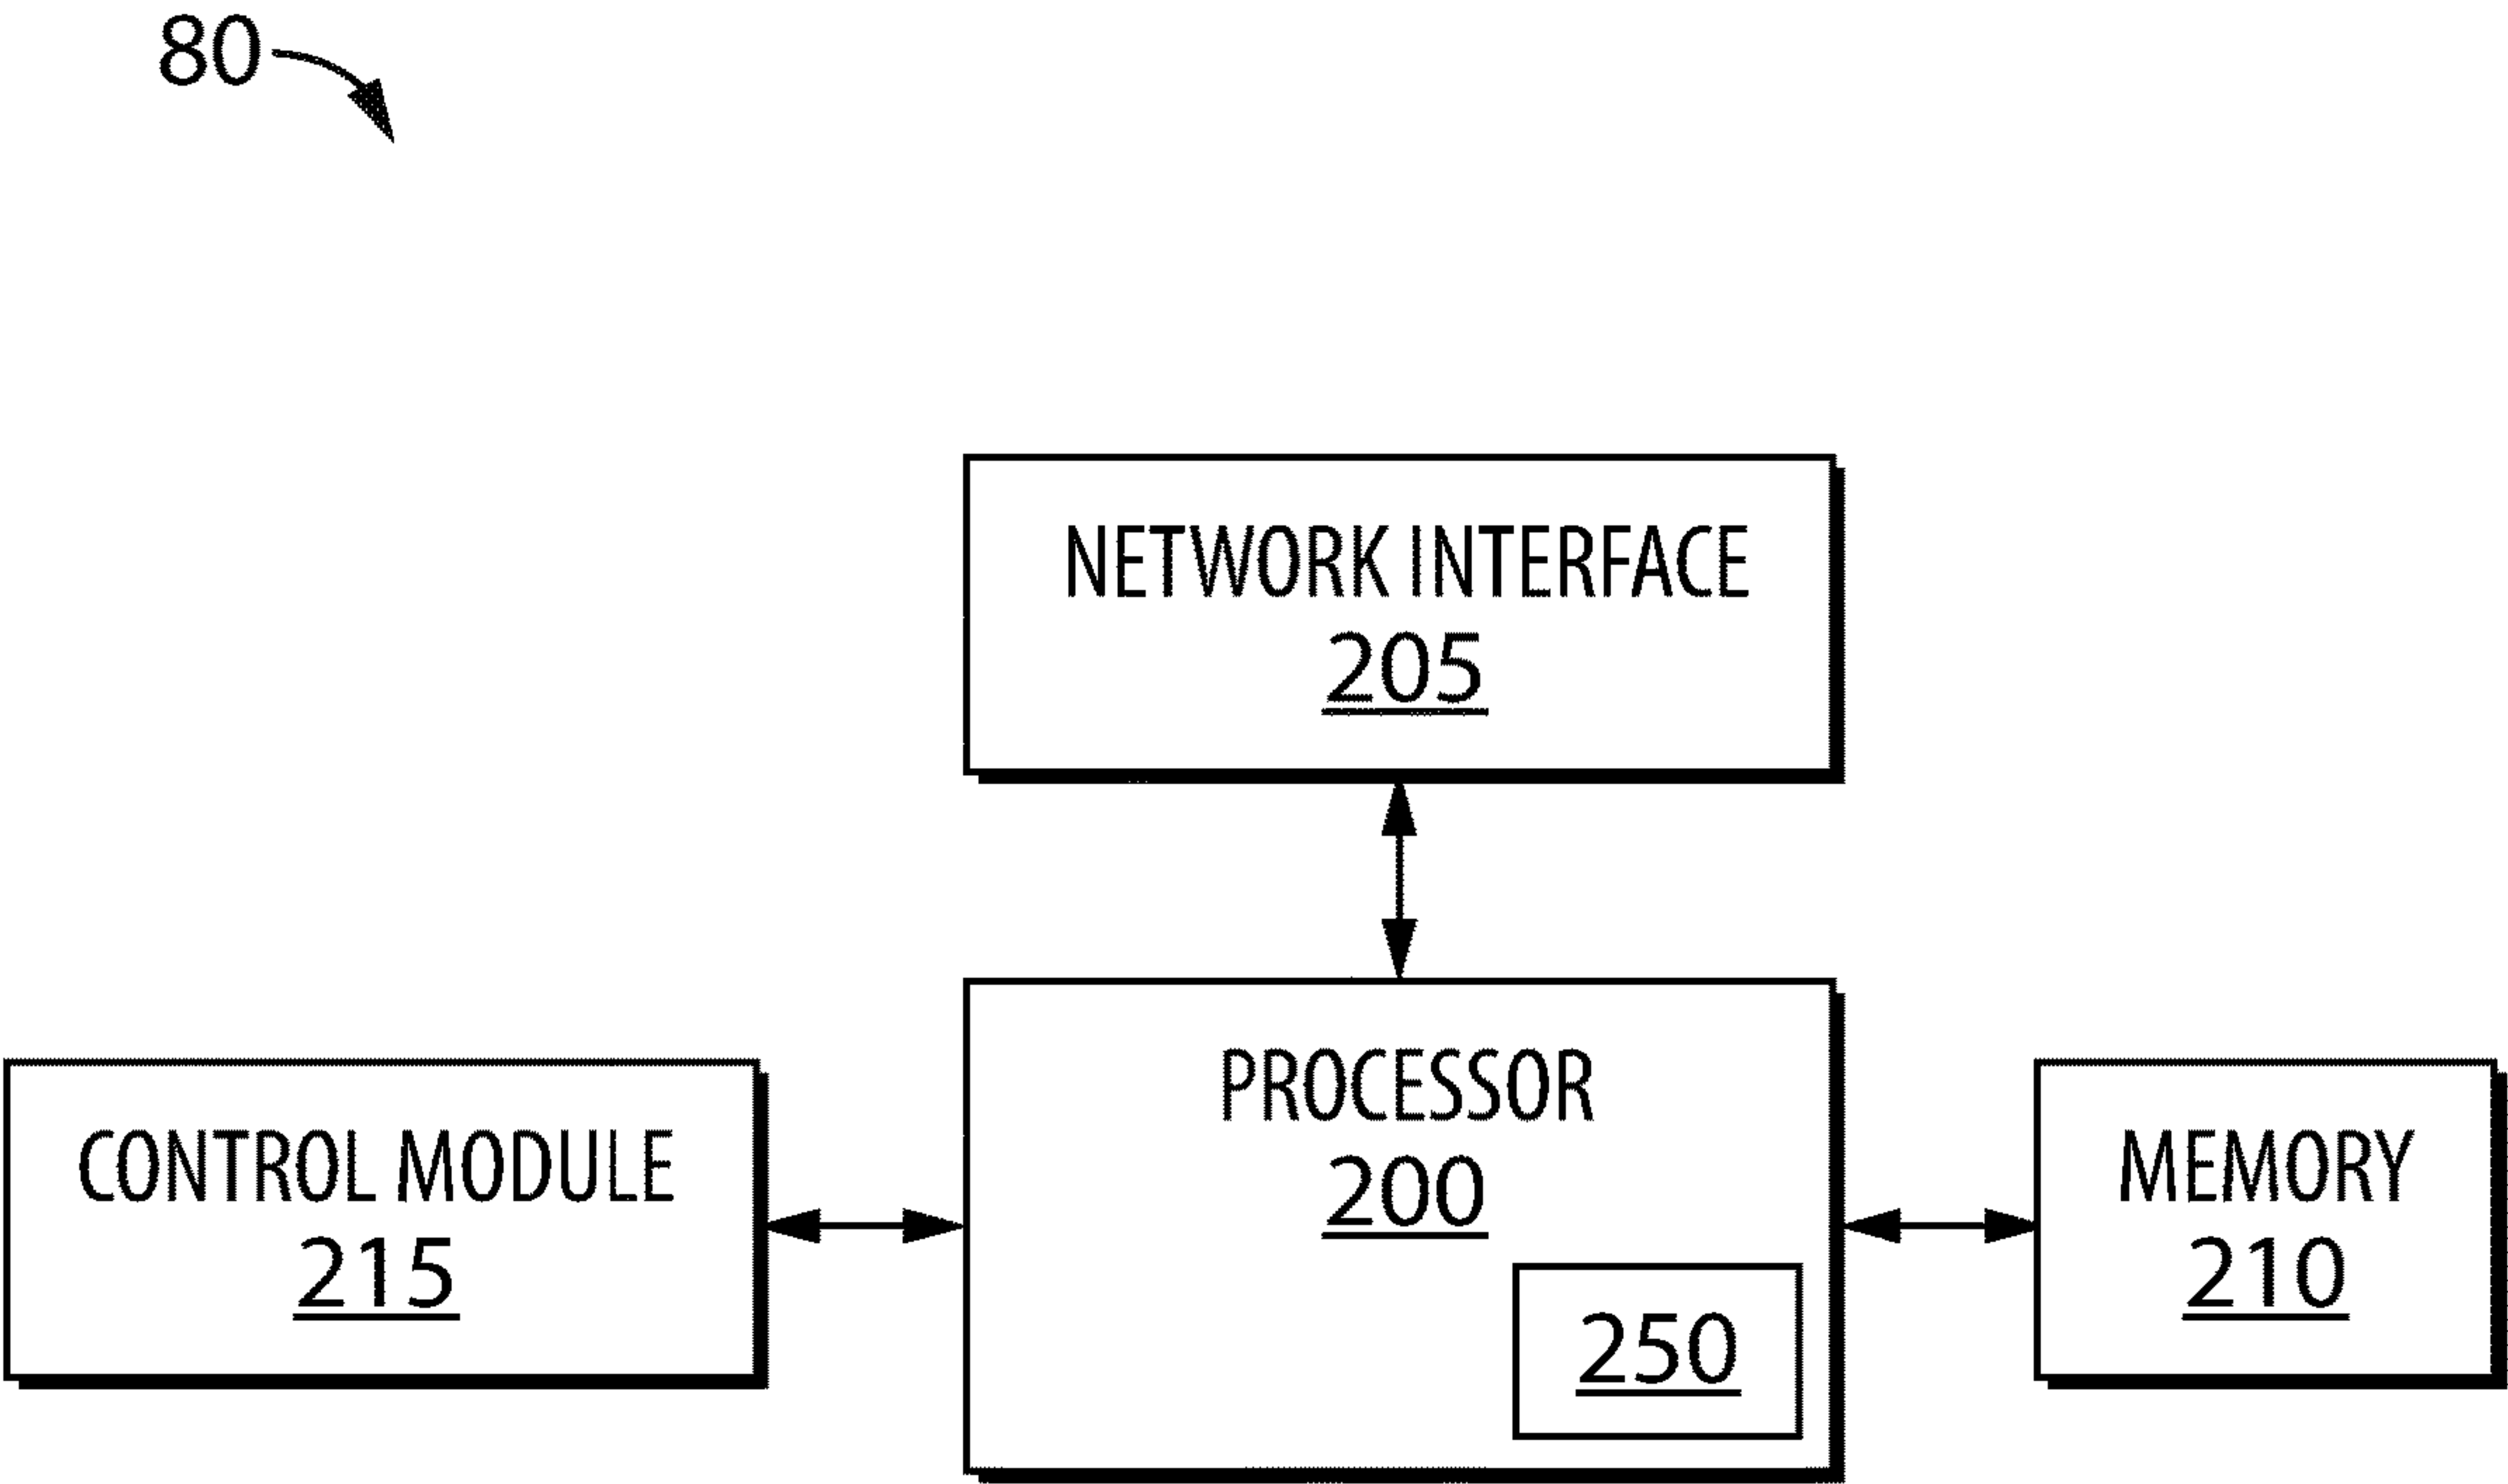 80
NETWORK INTERFACE
205
PROCESSOR
200
250
CONTROL MODULE
215
MEMORY
210